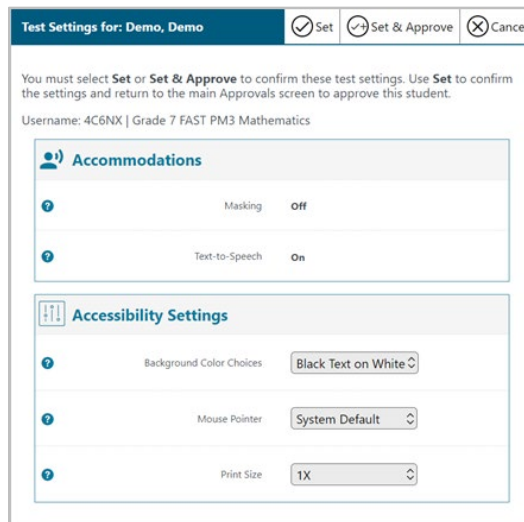 Test Settings for: Demo, Demo
Set
Set & Approve
Cance
You must select Set or Set & Approve to confirm these test settings. Use Set to confirm
the settings and return to the main Approvals screen to approve this student.
Username: 4C6NX | Grade 7 FAST PM3 Mathematics
Accommodations
? Masking Off
? Text-to-Speech On
Accessibility Settings
? Background Color Choices Black Text on White
? Mouse Pointer System Default
? Print Size 1X